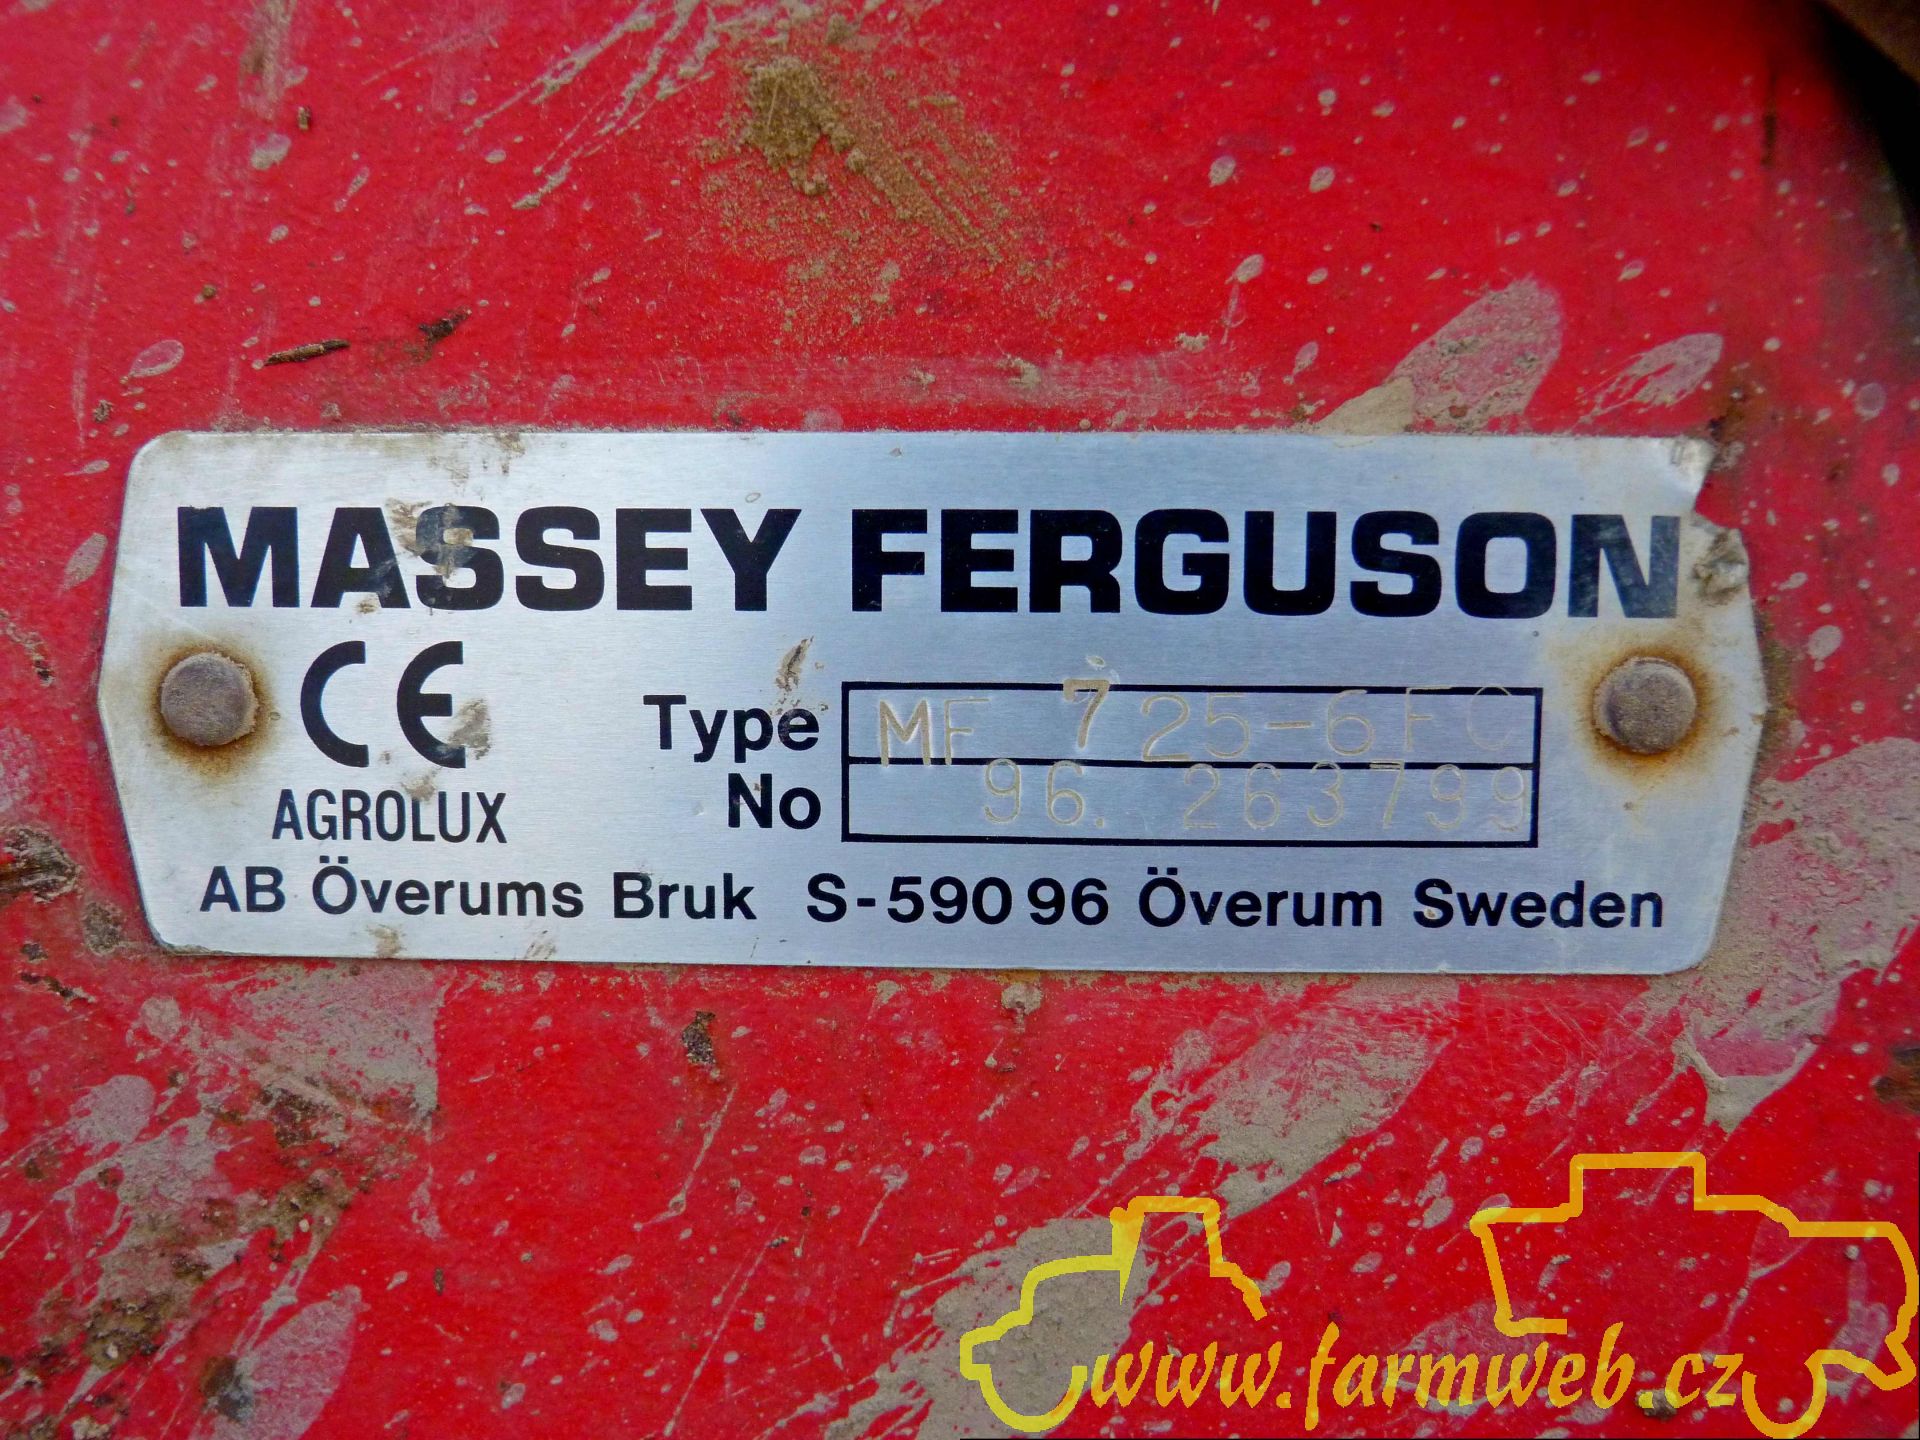 MASSEY FERGUSON
CE
Type MF 725-6FC
No 96. 263799
AGROLUX
AB Överums Bruk S-590 96 Överum Sweden
www.farmweb.cz